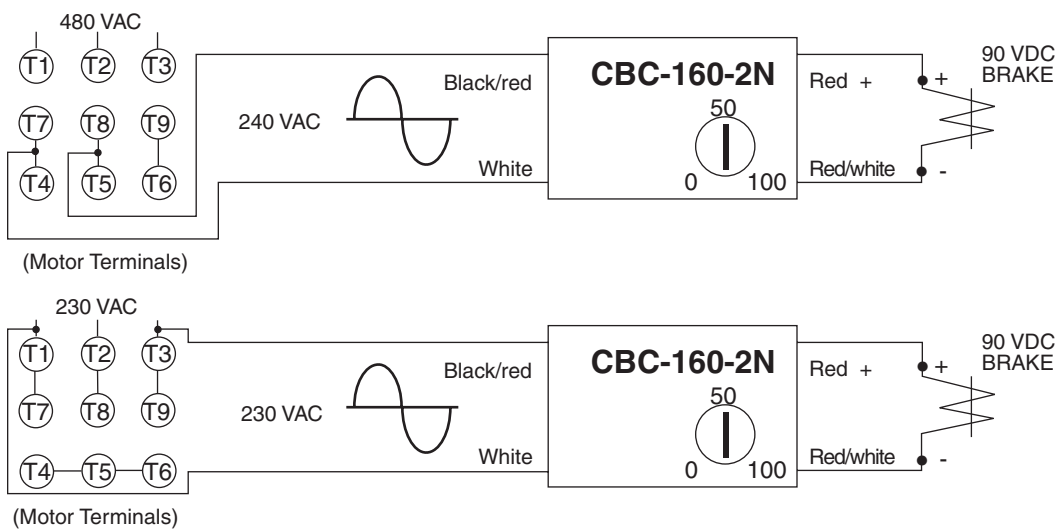 480 VAC
T1 T2 T3
T7 T8 T9
T4 T5 T6
(Motor Terminals)
240 VAC
Black/red
White
CBC-160-2N
50
0 100
Red +
Red/white
90 VDC
BRAKE
+
-
230 VAC
T1 T2 T3
T7 T8 T9
T4 T5 T6
(Motor Terminals)
230 VAC
Black/red
White
CBC-160-2N
50
0 100
Red +
Red/white
90 VDC
BRAKE
+
-